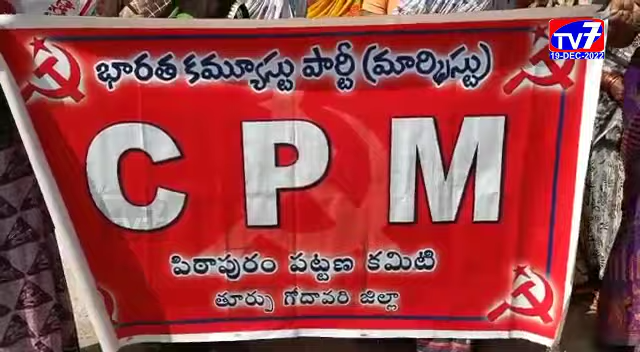 TV7
19-DEC-2022
భారత కమ్యూస్టు పార్టీ (మార్క్సిస్టు)
CPM
పిఠాపురం పట్టణ కమిటి
తూర్పు గోదావరి జిల్లా